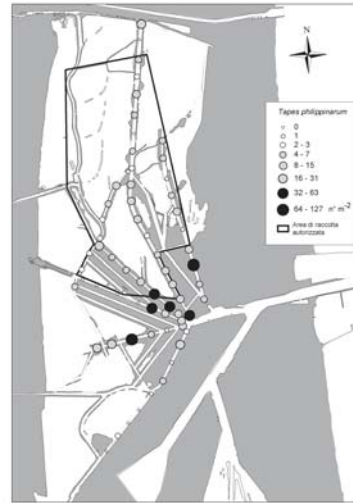 N
Tapes philippinarum
0
1
2 - 3
4 - 7
8 - 15
16 - 31
32 - 63
64 - 127 n° m⁻²
Area di raccolta
autorizzata